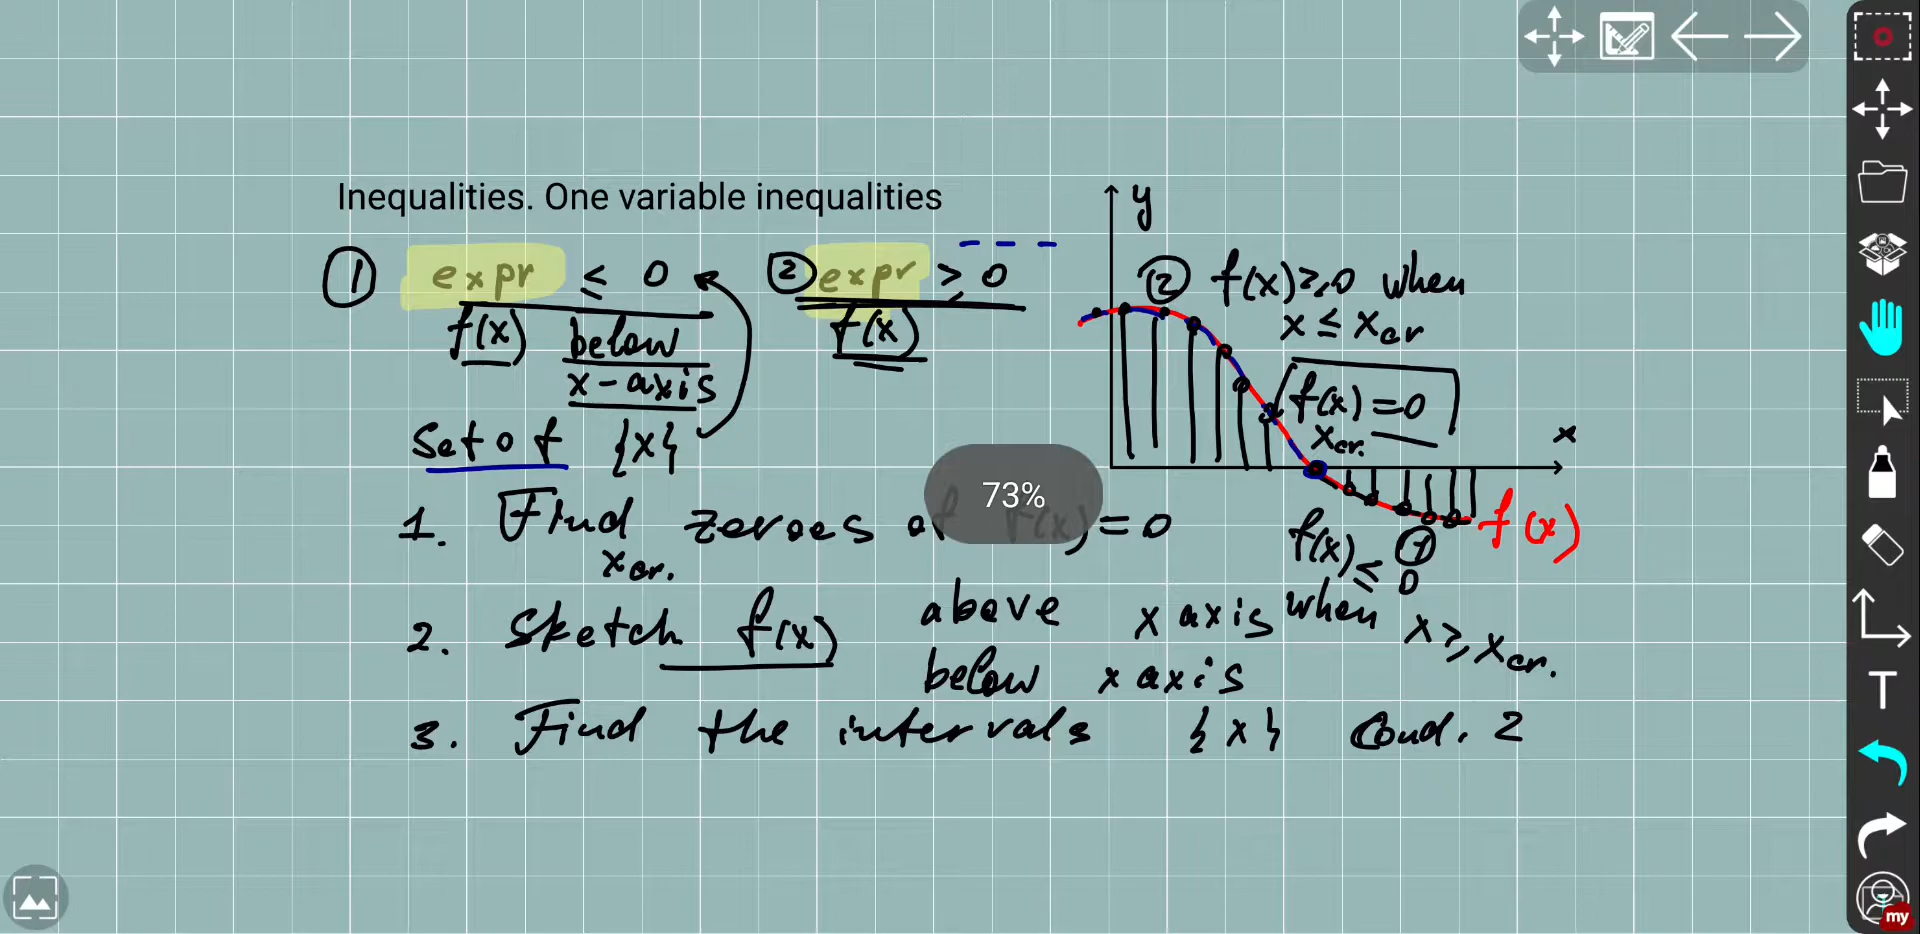 Inequalities. One variable inequalities
① expr ≤ 0
f(x) below
x-axis
② expr ≥ 0
f(x)
Set of {x}
1. Find zeroes of f(x) = 0
xcr.
2. Sketch f(x) above x axis
below x axis
3. Find the intervals {x} Cond. 2
y
② f(x) ≥ 0 when
x ≤ xcr
f(x) = 0
xcr.
x
f(x)
f(x) ≤ 0 ①
when x ≥ xcr.
73%
T
my